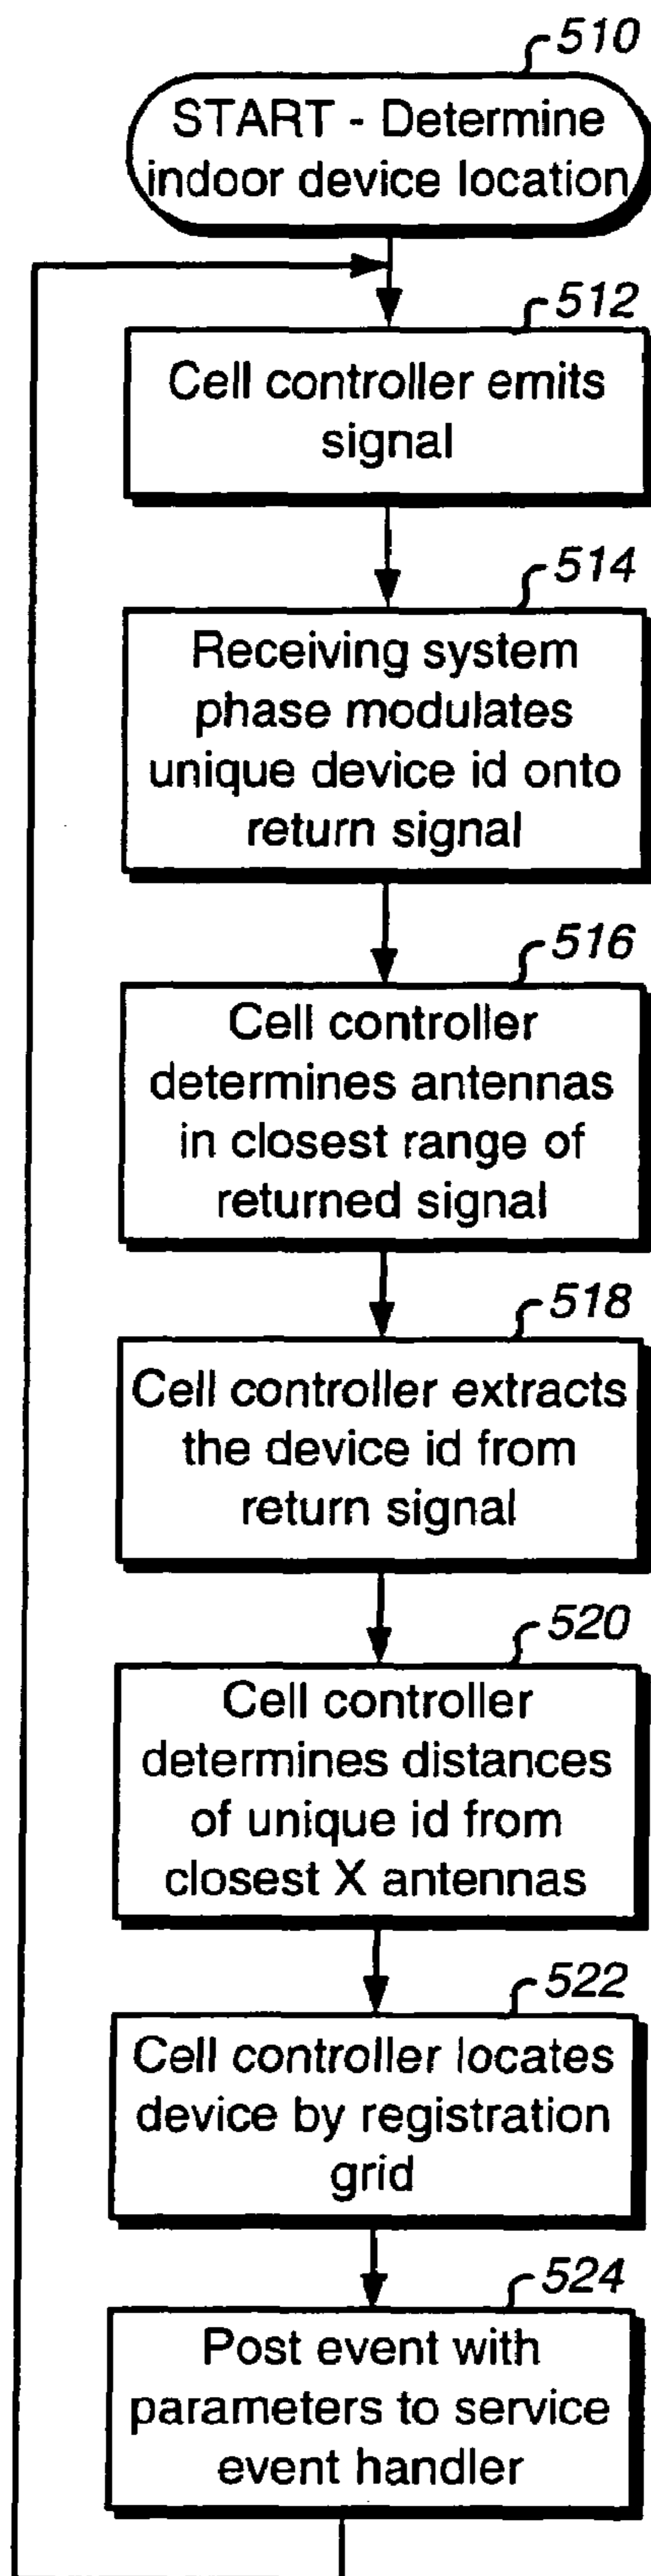 510
START - Determine
indoor device location
512
Cell controller emits
signal
514
Receiving system
phase modulates
unique device id onto
return signal
516
Cell controller
determines antennas
in closest range of
returned signal
518
Cell controller extracts
the device id from
return signal
520
Cell controller
determines distances
of unique id from
closest X antennas
522
Cell controller locates
device by registration
grid
524
Post event with
parameters to service
event handler